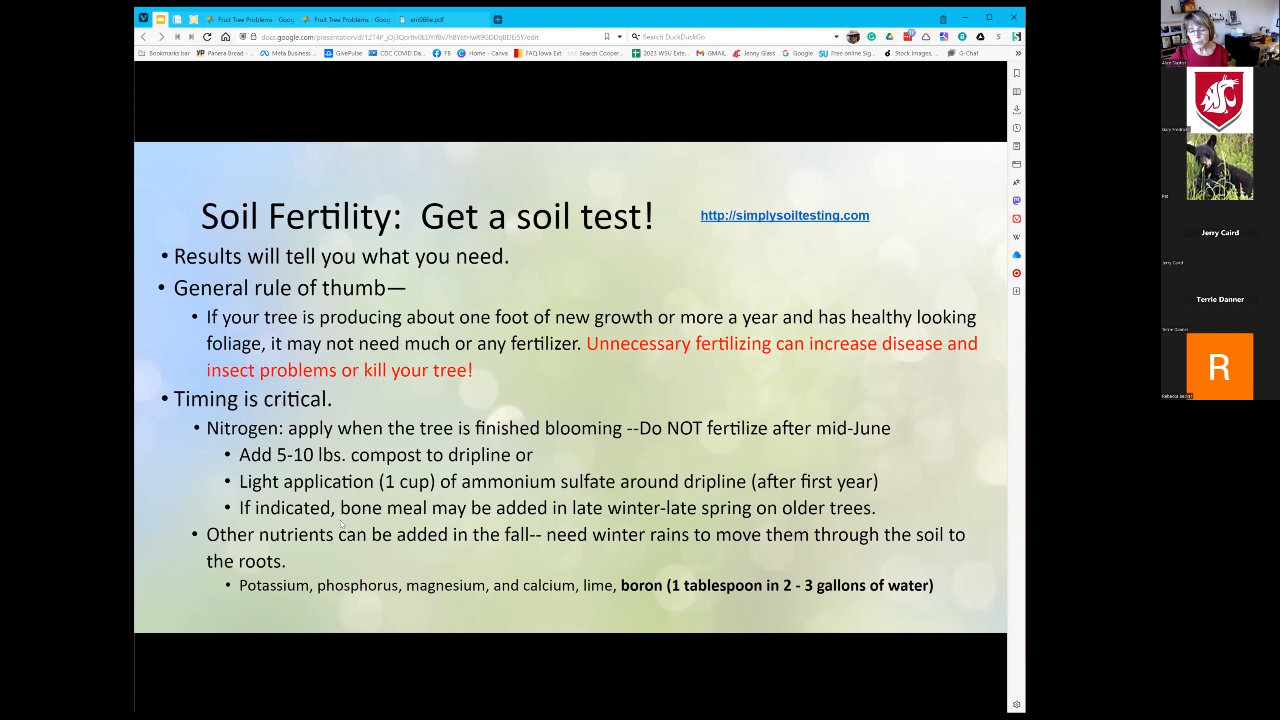 Fruit Tree Problems - Goog
Fruit Tree Problems - Goog
em066e.pdf
Search DuckDuckGo
Bookmarks bar
Panera Bread -
Meta Business
GivePulse
CDC COVID Da
FB
Home - Canva
FAQ Iowa Ext
Search Cooper
2023 WSU Exte
GMAIL
Jenny Glass
Google
Free online Sig
Stock Images,
G-Chat
Soil Fertility: Get a soil test!
http://simplysoiltesting.com
• Results will tell you what you need.
• General rule of thumb—
• If your tree is producing about one foot of new growth or more a year and has healthy looking
foliage, it may not need much or any fertilizer. Unnecessary fertilizing can increase disease and
insect problems or kill your tree!
• Timing is critical.
• Nitrogen: apply when the tree is finished blooming --Do NOT fertilize after mid-June
• Add 5-10 lbs. compost to dripline or
• Light application (1 cup) of ammonium sulfate around dripline (after first year)
• If indicated, bone meal may be added in late winter-late spring on older trees.
• Other nutrients can be added in the fall-- need winter rains to move them through the soil to
the roots.
• Potassium, phosphorus, magnesium, and calcium, lime, boron (1 tablespoon in 2 - 3 gallons of water)
Jerry Caird
Jerry Caird
Terrie Danner
Terrie Danner
R